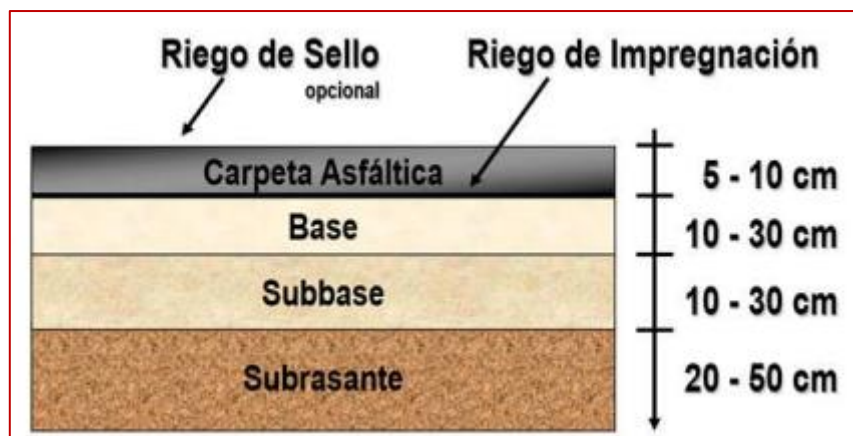 Riego de Sello
opcional
Riego de Impregnación
Carpeta Asfáltica
5 - 10 cm
Base
10 - 30 cm
Subbase
10 - 30 cm
Subrasante
20 - 50 cm